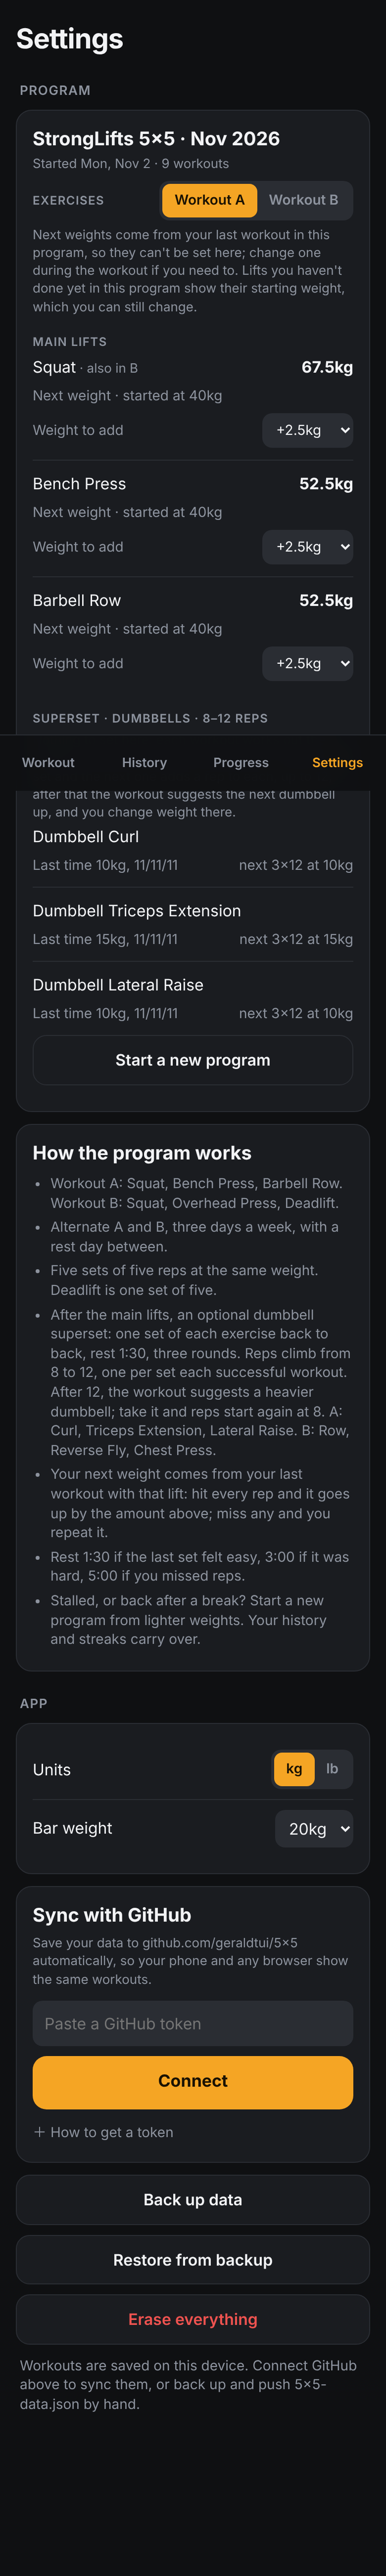 Settings
PROGRAM
StrongLifts 5×5 · Nov 2026
Started Mon, Nov 2 · 9 workouts
EXERCISES
Workout A
Workout B
Next weights come from your last workout in this
program, so they can't be set here; change one
during the workout if you need to. Lifts you haven't
done yet in this program show their starting weight,
which you can still change.
MAIN LIFTS
Squat · also in B
67.5kg
Next weight · started at 40kg
Weight to add
+2.5kg
Bench Press
52.5kg
Next weight · started at 40kg
Weight to add
+2.5kg
Barbell Row
52.5kg
Next weight · started at 40kg
Weight to add
+2.5kg
SUPERSET · DUMBBELLS · 8–12 REPS
Workout
History
Progress
Settings
after that the workout suggests the next dumbbell
up, and you change weight there.
Dumbbell Curl
Last time 10kg, 11/11/11
next 3×12 at 10kg
Dumbbell Triceps Extension
Last time 15kg, 11/11/11
next 3×12 at 15kg
Dumbbell Lateral Raise
Last time 10kg, 11/11/11
next 3×12 at 10kg
Start a new program
How the program works
• Workout A: Squat, Bench Press, Barbell Row.
Workout B: Squat, Overhead Press, Deadlift.
• Alternate A and B, three days a week, with a
rest day between.
• Five sets of five reps at the same weight.
Deadlift is one set of five.
• After the main lifts, an optional dumbbell
superset: one set of each exercise back to
back, rest 1:30, three rounds. Reps climb from
8 to 12, one per set each successful workout.
After 12, the workout suggests a heavier
dumbbell; take it and reps start again at 8. A:
Curl, Triceps Extension, Lateral Raise. B: Row,
Reverse Fly, Chest Press.
• Your next weight comes from your last
workout with that lift: hit every rep and it goes
up by the amount above; miss any and you
repeat it.
• Rest 1:30 if the last set felt easy, 3:00 if it was
hard, 5:00 if you missed reps.
• Stalled, or back after a break? Start a new
program from lighter weights. Your history
and streaks carry over.
APP
Units
kg
lb
Bar weight
20kg
Sync with GitHub
Save your data to github.com/geraldtui/5×5
automatically, so your phone and any browser show
the same workouts.
Paste a GitHub token
Connect
+ How to get a token
Back up data
Restore from backup
Erase everything
Workouts are saved on this device. Connect GitHub
above to sync them, or back up and push 5×5-
data.json by hand.